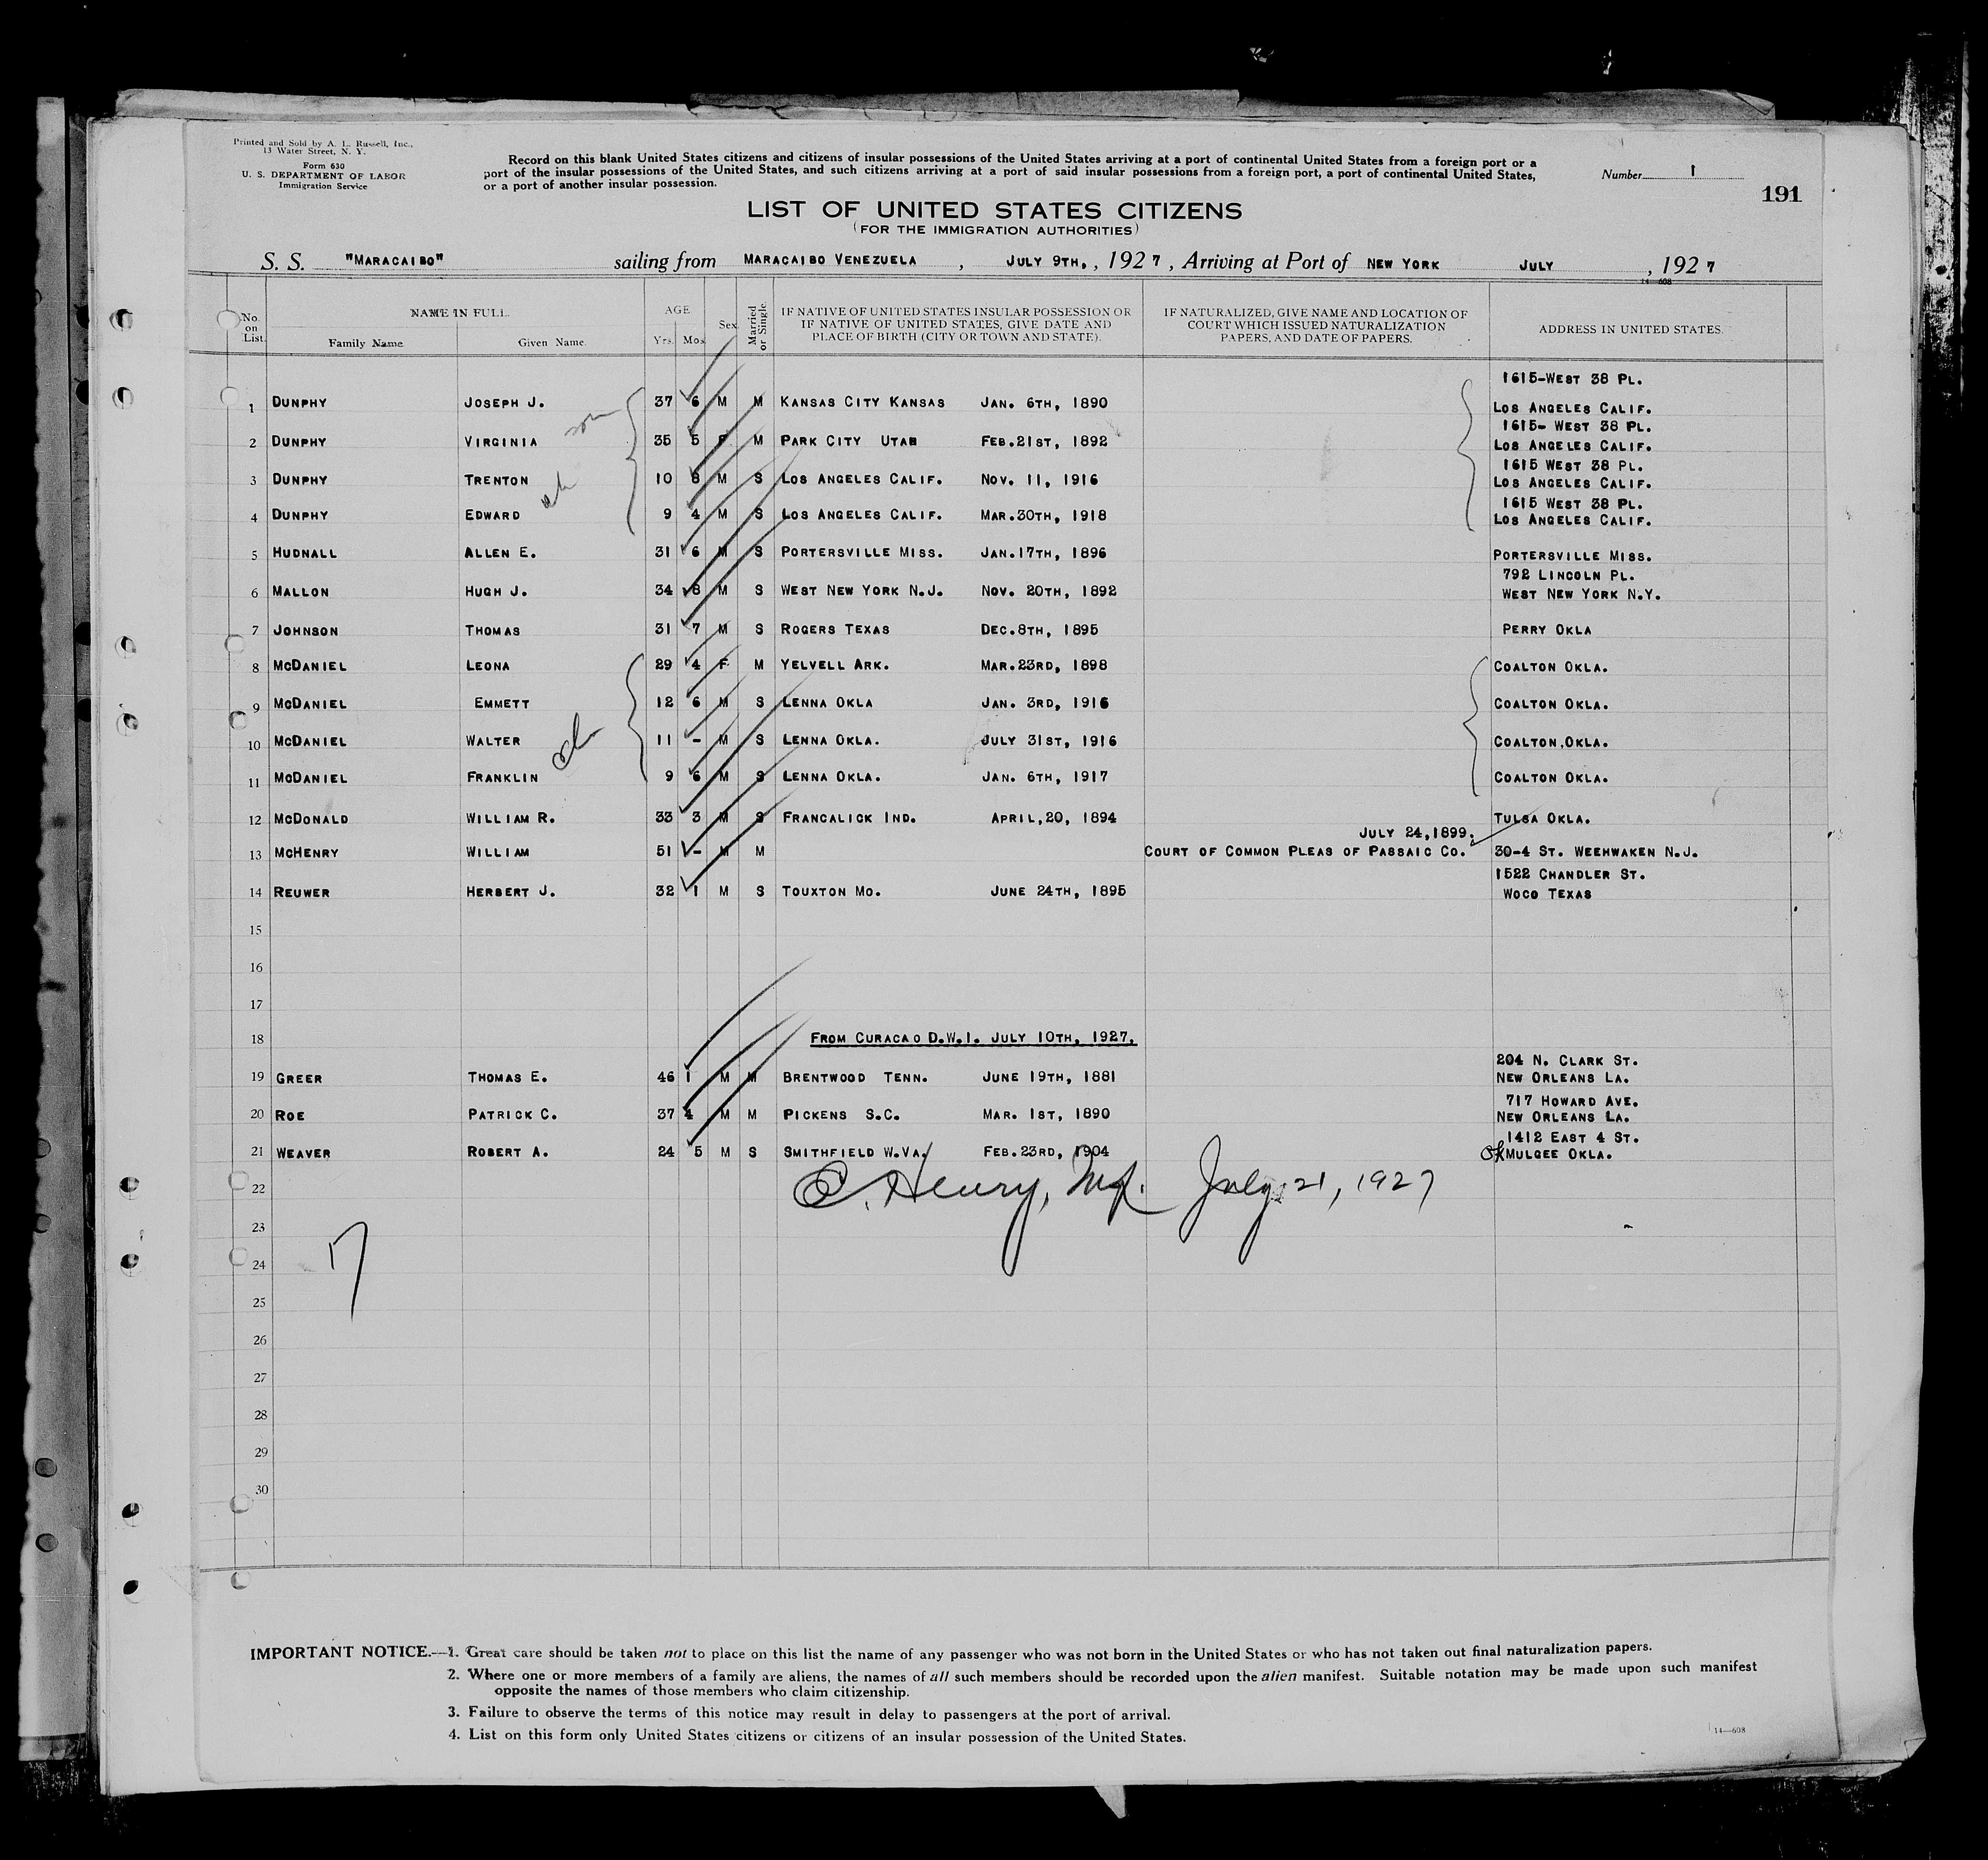 Printed and Sold by A. L. Russell, Inc.,
13 Water Street, N. Y.
Form 630
U. S. DEPARTMENT OF LABOR
Immigration Service
Record on this blank United States citizens and citizens of insular possessions of the United States arriving at a port of continental United States from a foreign port or a
port of the insular possessions of the United States, and such citizens arriving at a port of said insular possessions from a foreign port, a port of continental United States,
or a port of another insular possession.
Number 1
191
LIST OF UNITED STATES CITIZENS
(FOR THE IMMIGRATION AUTHORITIES)
S. S. "MARACAIBO" sailing from MARACAIBO VENEZUELA , JULY 9TH, , 1927 , Arriving at Port of NEW YORK JULY , 1927
14—608
No. on List. NAME IN FULL. Family Name Given Name. AGE Yrs. Mos. Sex Married or Single. IF NATIVE OF UNITED STATES INSULAR POSSESSION OR IF NATIVE OF UNITED STATES, GIVE DATE AND PLACE OF BIRTH (CITY OR TOWN AND STATE). IF NATURALIZED, GIVE NAME AND LOCATION OF COURT WHICH ISSUED NATURALIZATION PAPERS, AND DATE OF PAPERS. ADDRESS IN UNITED STATES.
1615-WEST 38 PL.
1 DUNPHY JOSEPH J. 37 6 M M KANSAS CITY KANSAS JAN. 6TH, 1890 LOS ANGELES CALIF.
1615- WEST 38 PL.
2 DUNPHY VIRGINIA 35 5 F M PARK CITY UTAH FEB.21ST, 1892 LOS ANGELES CALIF.
1615 WEST 38 PL.
3 DUNPHY TRENTON 10 8 M S LOS ANGELES CALIF. NOV. 11, 1916 LOS ANGELES CALIF.
1615 WEST 38 PL.
4 DUNPHY EDWARD 9 4 M S LOS ANGELES CALIF. MAR.30TH, 1918 LOS ANGELES CALIF.
5 HUDNALL ALLEN E. 31 6 M S PORTERSVILLE MISS. JAN.17TH, 1896 PORTERSVILLE MISS.
792 LINCOLN PL.
6 MALLON HUGH J. 34 8 M S WEST NEW YORK N.J. NOV. 20TH, 1892 WEST NEW YORK N.Y.
7 JOHNSON THOMAS 31 7 M S ROGERS TEXAS DEC.8TH, 1895 PERRY OKLA
8 MCDANIEL LEONA 29 4 F M YELVELL ARK. MAR.23RD, 1898 COALTON OKLA.
9 MCDANIEL EMMETT 12 6 M S LENNA OKLA JAN. 3RD, 1916 COALTON OKLA.
10 MCDANIEL WALTER 11 - M S LENNA OKLA. JULY 31ST, 1916 COALTON,OKLA.
11 MCDANIEL FRANKLIN 9 6 M S LENNA OKLA. JAN. 6TH, 1917 COALTON OKLA.
12 MCDONALD WILLIAM R. 33 3 M S FRANCALICK IND. APRIL,20, 1894 TULSA OKLA.
JULY 24,1899.
13 MCHENRY WILLIAM 51 - M M COURT OF COMMON PLEAS OF PASSAIC CO. 30-4 ST. WEEHWAKEN N.J.
1522 CHANDLER ST.
14 REUWER HERBERT J. 32 1 M S TOUXTON MO. JUNE 24TH, 1895 WOCO TEXAS
15
16
17
18 FROM CURACAO D.W.I. JULY 10TH, 1927.
204 N. CLARK ST.
19 GREER THOMAS E. 46 1 M M BRENTWOOD TENN. JUNE 19TH, 1881 NEW ORLEANS LA.
717 HOWARD AVE.
20 ROE PATRICK C. 37 4 M M PICKENS S.C. MAR. 1ST, 1890 NEW ORLEANS LA.
1412 EAST 4 ST.
21 WEAVER ROBERT A. 24 5 M S SMITHFIELD W.VA. FEB.23RD, 1904 OKMULGEE OKLA.
22 C. Henry, July 21, 1927
23
24 17
25
26
27
28
29
30
IMPORTANT NOTICE.—1. Great care should be taken not to place on this list the name of any passenger who was not born in the United States or who has not taken out final naturalization papers.
2. Where one or more members of a family are aliens, the names of all such members should be recorded upon the alien manifest. Suitable notation may be made upon such manifest
opposite the names of those members who claim citizenship.
3. Failure to observe the terms of this notice may result in delay to passengers at the port of arrival.
4. List on this form only United States citizens or citizens of an insular possession of the United States.
14—608